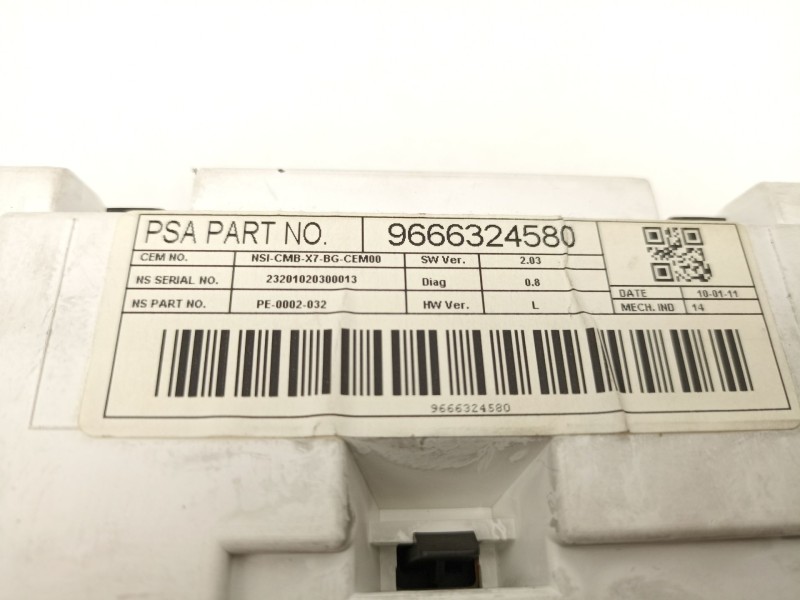 PSA PART NO. 9666324580
CEM NO. NSI-CMB-X7-BG-CEM00 SW Ver. 2.03
NS SERIAL NO. 23201020300013 Diag 0.8
NS PART NO. PE-0002-032 HW Ver. L
DATE 10-01-11
MECH. IND 14
9666324580